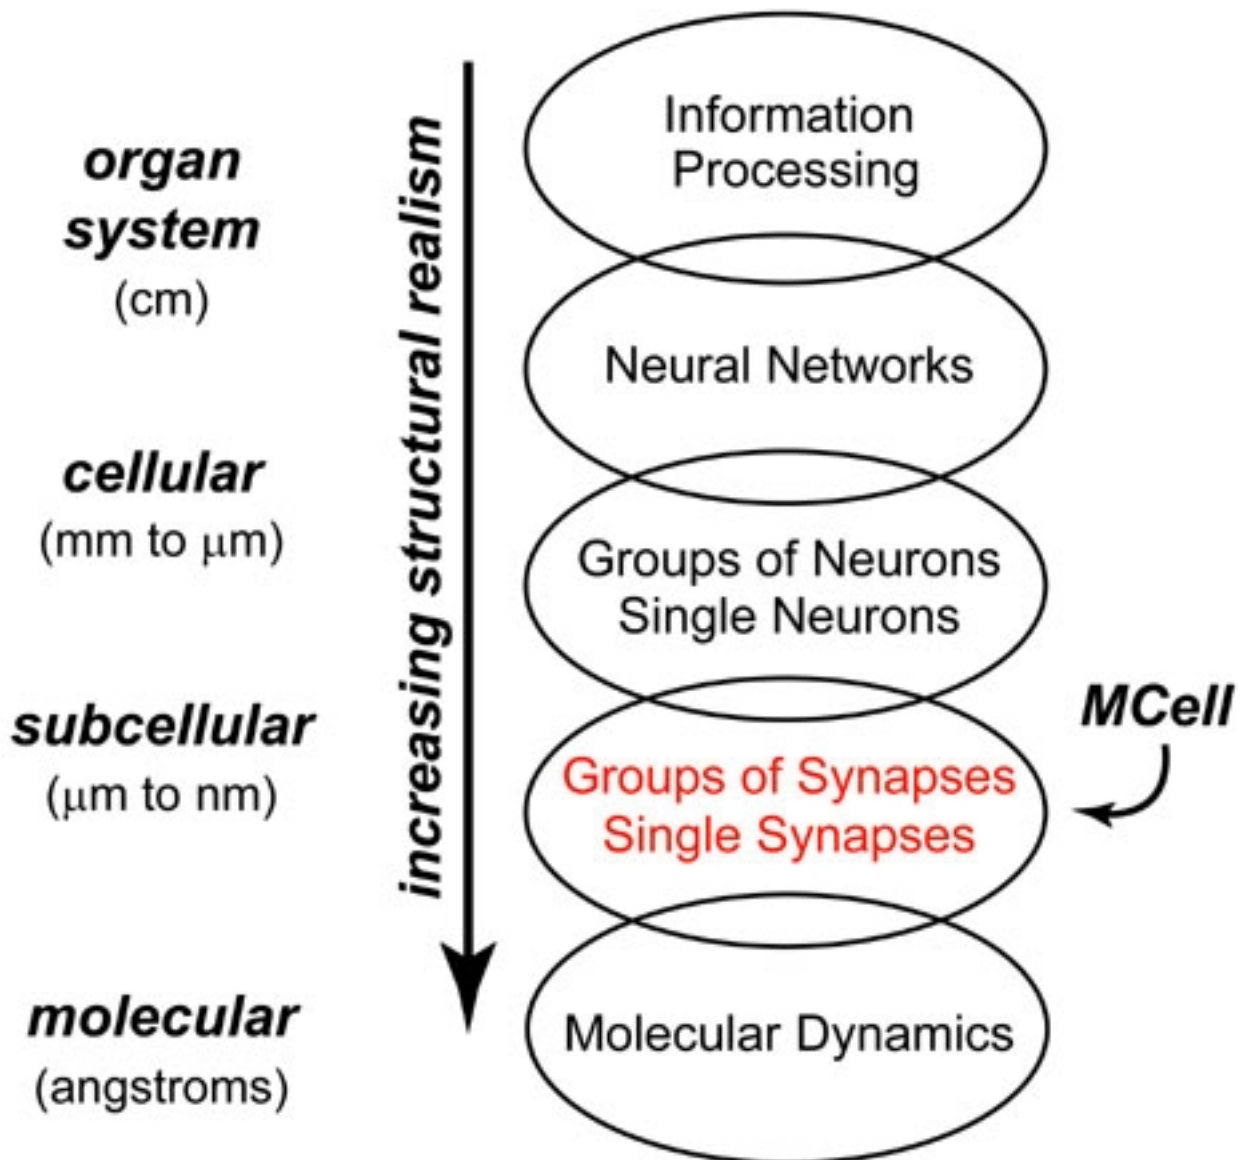 organ
system
(cm)
cellular
(mm to μm)
subcellular
(μm to nm)
molecular
(angstroms)
increasing structural realism
Information
Processing
Neural Networks
Groups of Neurons
Single Neurons
Groups of Synapses
Single Synapses
Molecular Dynamics
MCell